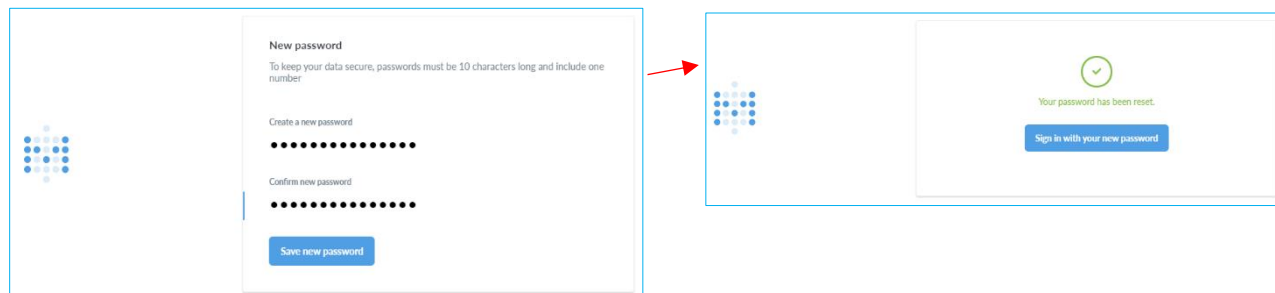 New password
To keep your data secure, passwords must be 10 characters long and include one
number
Create a new password
●●●●●●●●●●●●●●●
Confirm new password
●●●●●●●●●●●●●●●
Save new password
Your password has been reset.
Sign in with your new password